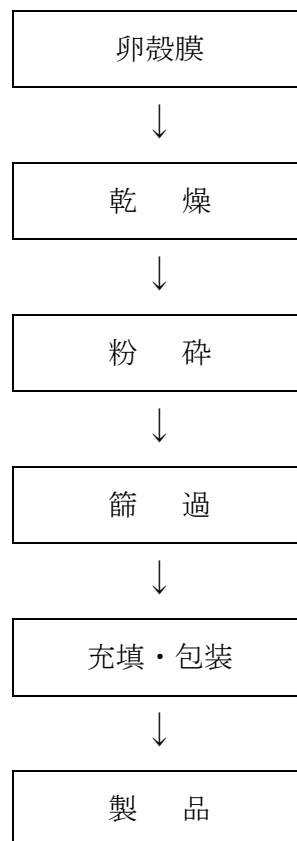 卵殻膜
↓
乾　燥
↓
粉　砕
↓
篩　過
↓
充填・包装
↓
製　品